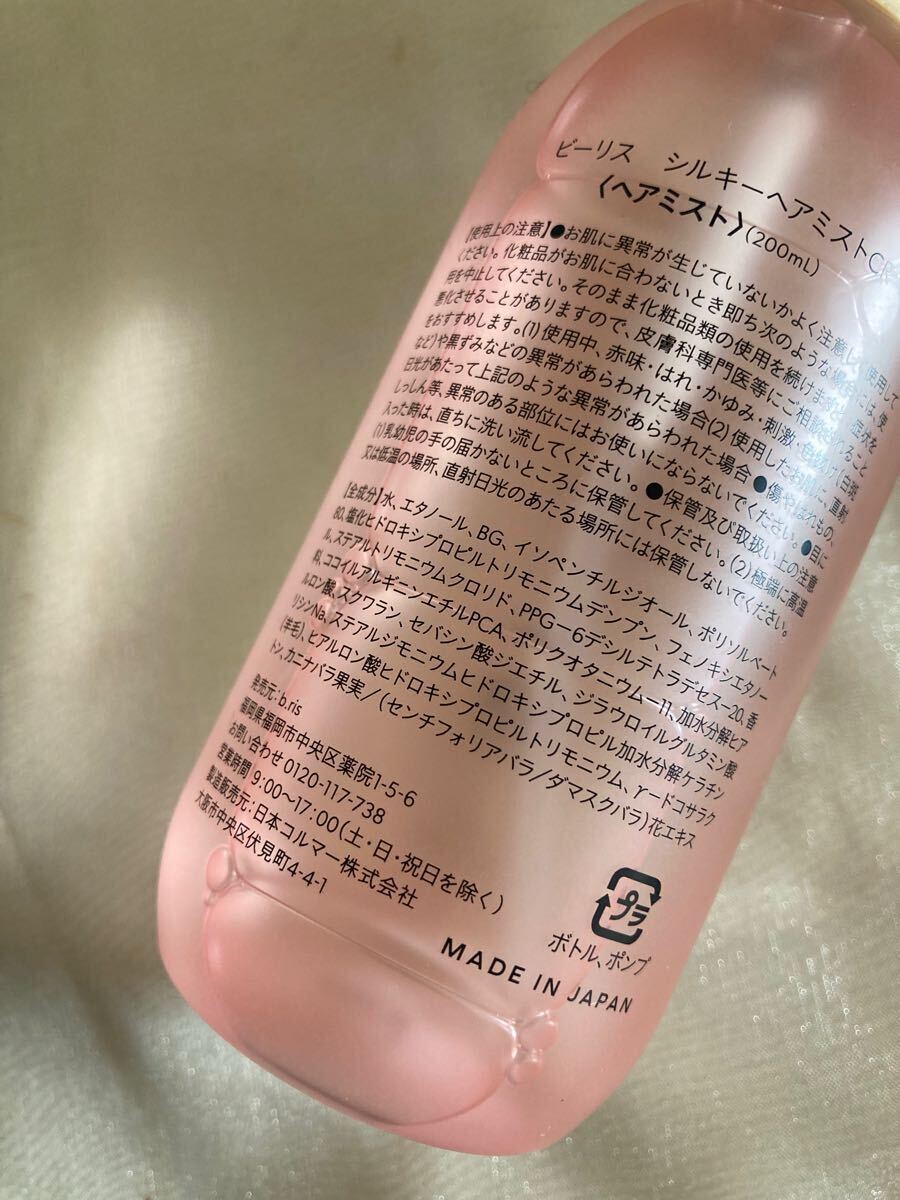 ビーリス シルキーヘアミストC
〈ヘアミスト〉(200mL)
【使用上の注意】●お肌に異常が生じていないかよく注意して使用して
ください。化粧品がお肌に合わないとき即ち次のような場合には、使
用を中止してください。そのまま化粧品類の使用を続けますと、症状を
悪化させることがありますので、皮膚科専門医等にご相談されること
をおすすめします。(1)使用中、赤味・はれ・かゆみ・刺激・色抜け(白斑
など)や黒ずみなどの異常があらわれた場合(2)使用したお肌に、直射
日光があたって上記のような異常があらわれた場合●傷やはれもの、
しっしん等、異常のある部位にはお使いにならないでください。●目に
入った時は、直ちに洗い流してください。●保管及び取扱い上の注意
(1)乳幼児の手の届かないところに保管してください。(2)極端に高温
又は低温の場所、直射日光のあたる場所には保管しないでください。
【全成分】水、エタノール、BG、イソペンチルジオール、ポリソルベート
80、塩化ヒドロキシプロピルトリモニウムデンプン、フェノキシエタノー
ル、ステアルトリモニウムクロリド、PPG-6デシルテトラデセス-20、香
料、ココイルアルギニンエチルPCA、ポリクオタニウム-11、加水分解ヒア
ルロン酸、スクワラン、セバシン酸ジエチル、ジラウロイルグルタミン酸
リシンNa、ステアルジモニウムヒドロキシプロピル加水分解ケラチン
(羊毛)、ヒアルロン酸ヒドロキシプロピルトリモニウム、γ-ドコサラク
トン、カニナバラ果実/(センチフォリアバラ/ダマスクバラ)花エキス
発売元:b.ris
福岡県福岡市中央区薬院1-5-6
お問い合わせ 0120-117-738
営業時間 9:00〜17:00(土・日・祝日を除く)
製造販売元:日本コルマー株式会社
大阪市中央区伏見町4-4-1
プラ
ボトル、ポンプ
MADE IN JAPAN